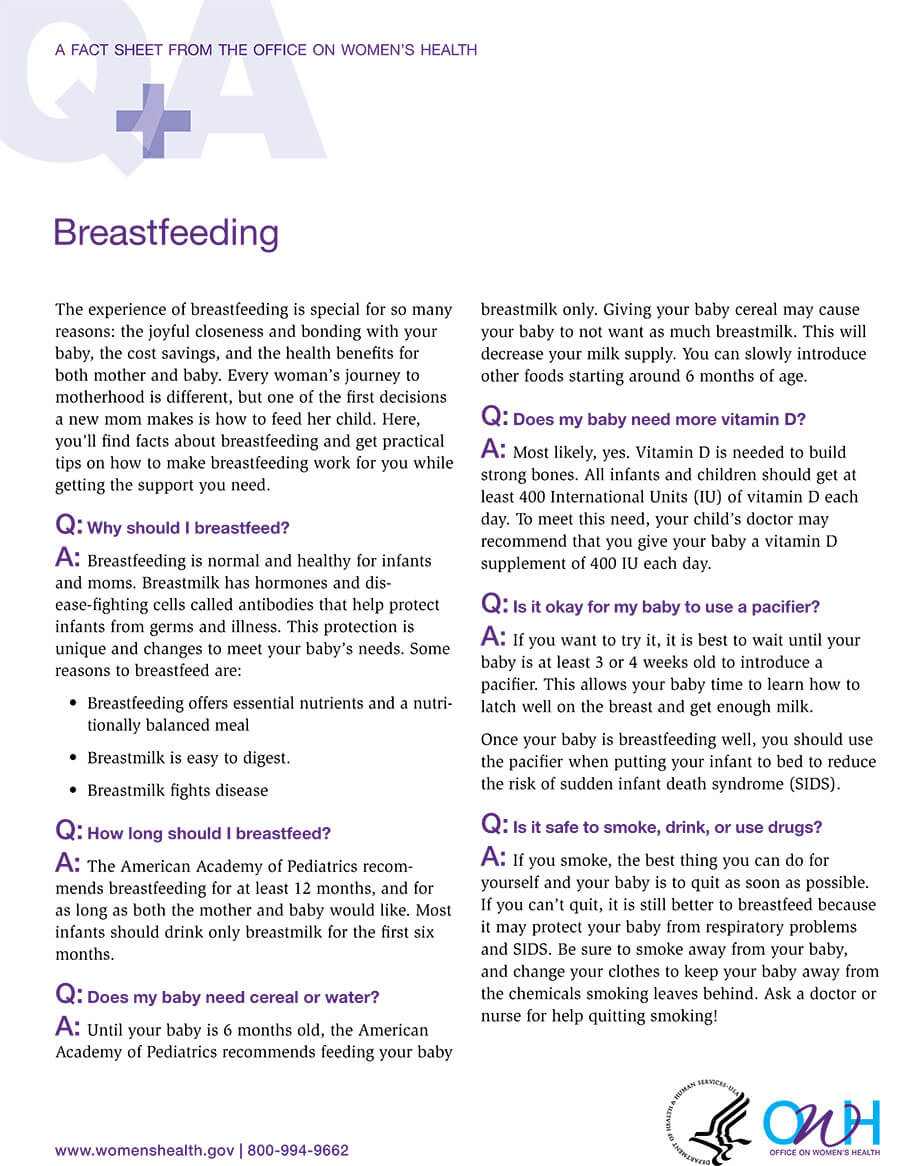 QA
A FACT SHEET FROM THE OFFICE ON WOMEN'S HEALTH
Breastfeeding
The experience of breastfeeding is special for so many
reasons: the joyful closeness and bonding with your
baby, the cost savings, and the health benefits for
both mother and baby. Every woman's journey to
motherhood is different, but one of the first decisions
a new mom makes is how to feed her child. Here,
you'll find facts about breastfeeding and get practical
tips on how to make breastfeeding work for you while
getting the support you need.
Q: Why should I breastfeed?
A: Breastfeeding is normal and healthy for infants
and moms. Breastmilk has hormones and dis-
ease-fighting cells called antibodies that help protect
infants from germs and illness. This protection is
unique and changes to meet your baby's needs. Some
reasons to breastfeed are:
• Breastfeeding offers essential nutrients and a nutri-
tionally balanced meal
• Breastmilk is easy to digest.
• Breastmilk fights disease
Q: How long should I breastfeed?
A: The American Academy of Pediatrics recom-
mends breastfeeding for at least 12 months, and for
as long as both the mother and baby would like. Most
infants should drink only breastmilk for the first six
months.
Q: Does my baby need cereal or water?
A: Until your baby is 6 months old, the American
Academy of Pediatrics recommends feeding your baby
breastmilk only. Giving your baby cereal may cause
your baby to not want as much breastmilk. This will
decrease your milk supply. You can slowly introduce
other foods starting around 6 months of age.
Q: Does my baby need more vitamin D?
A: Most likely, yes. Vitamin D is needed to build
strong bones. All infants and children should get at
least 400 International Units (IU) of vitamin D each
day. To meet this need, your child's doctor may
recommend that you give your baby a vitamin D
supplement of 400 IU each day.
Q: Is it okay for my baby to use a pacifier?
A: If you want to try it, it is best to wait until your
baby is at least 3 or 4 weeks old to introduce a
pacifier. This allows your baby time to learn how to
latch well on the breast and get enough milk.
Once your baby is breastfeeding well, you should use
the pacifier when putting your infant to bed to reduce
the risk of sudden infant death syndrome (SIDS).
Q: Is it safe to smoke, drink, or use drugs?
A: If you smoke, the best thing you can do for
yourself and your baby is to quit as soon as possible.
If you can't quit, it is still better to breastfeed because
it may protect your baby from respiratory problems
and SIDS. Be sure to smoke away from your baby,
and change your clothes to keep your baby away from
the chemicals smoking leaves behind. Ask a doctor or
nurse for help quitting smoking!
www.womenshealth.gov | 800-994-9662
DEPARTMENT OF HEALTH & HUMAN SERVICES • USA
OWH
OFFICE ON WOMEN'S HEALTH